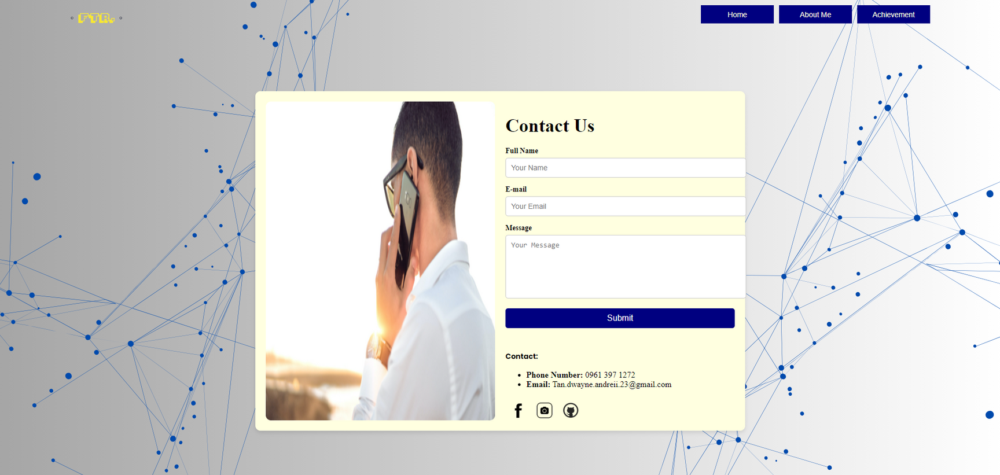 FTR.
Home
About Me
Achievement
Contact Us
Full Name
Your Name
E-mail
Your Email
Message
Your Message
Submit
Contact:
Phone Number: 0961 397 1272
Email: Tan.dwayne.andreii.23@gmail.com